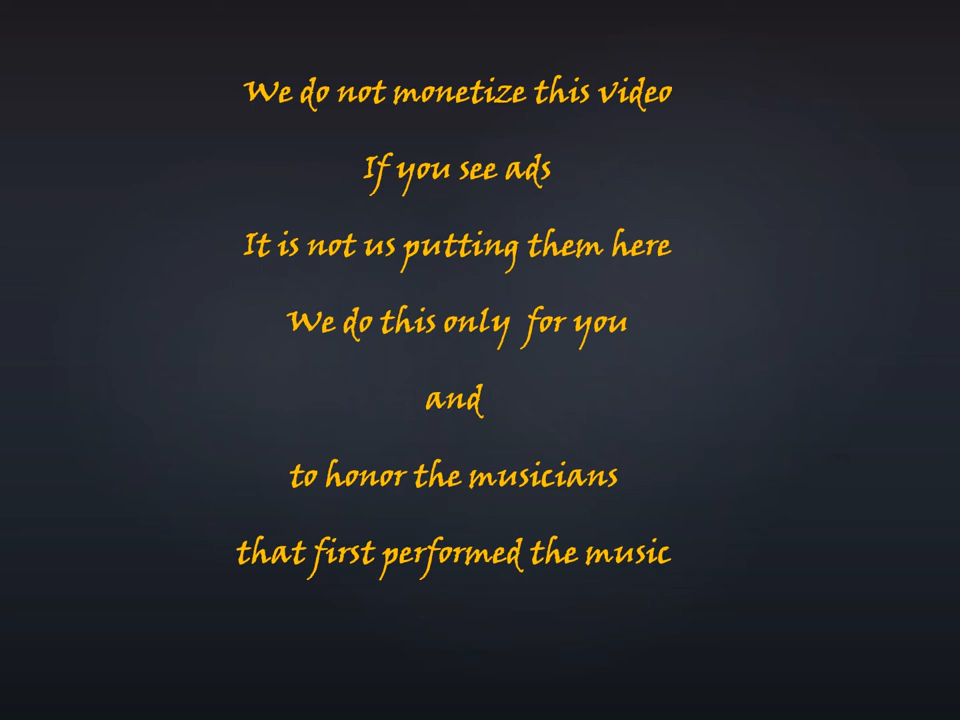 We do not monetize this video
If you see ads
It is not us putting them here
We do this only for you
and
to honor the musicians
that first performed the music